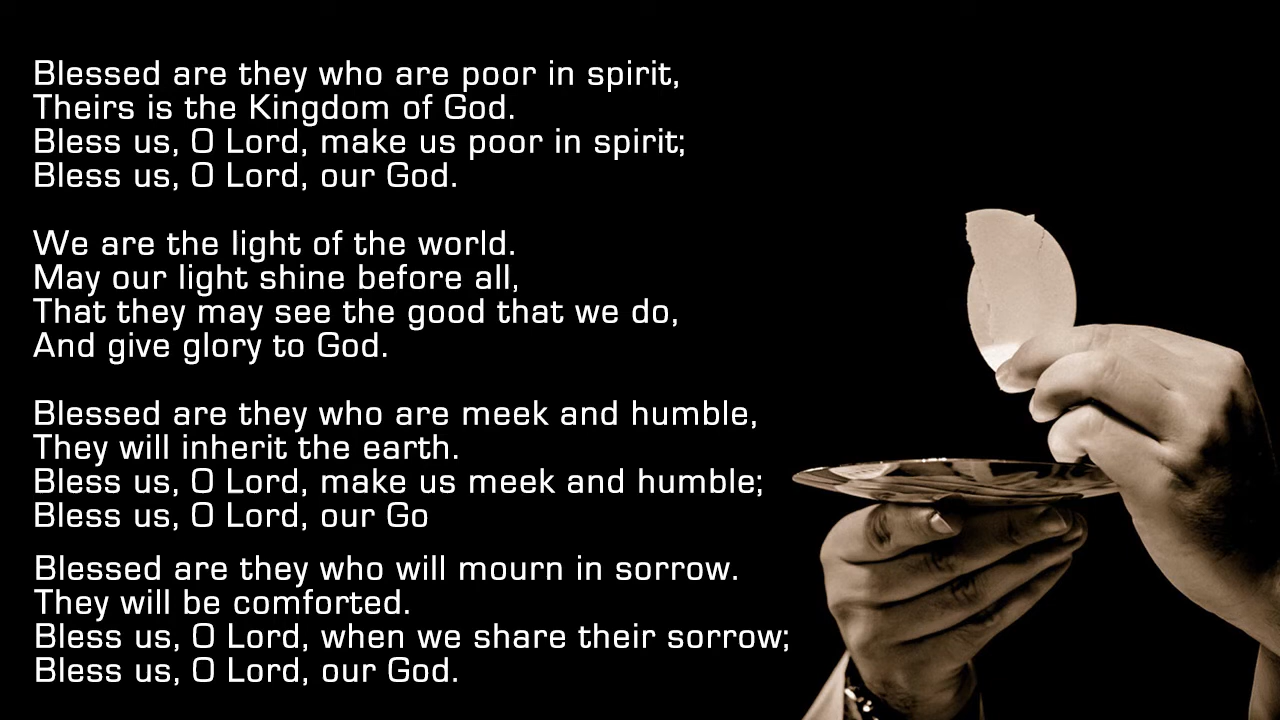 Blessed are they who are poor in spirit,
Theirs is the Kingdom of God.
Bless us, O Lord, make us poor in spirit;
Bless us, O Lord, our God.
We are the light of the world.
May our light shine before all,
That they may see the good that we do,
And give glory to God.
Blessed are they who are meek and humble,
They will inherit the earth.
Bless us, O Lord, make us meek and humble;
Bless us, O Lord, our Go
Blessed are they who will mourn in sorrow.
They will be comforted.
Bless us, O Lord, when we share their sorrow;
Bless us, O Lord, our God.